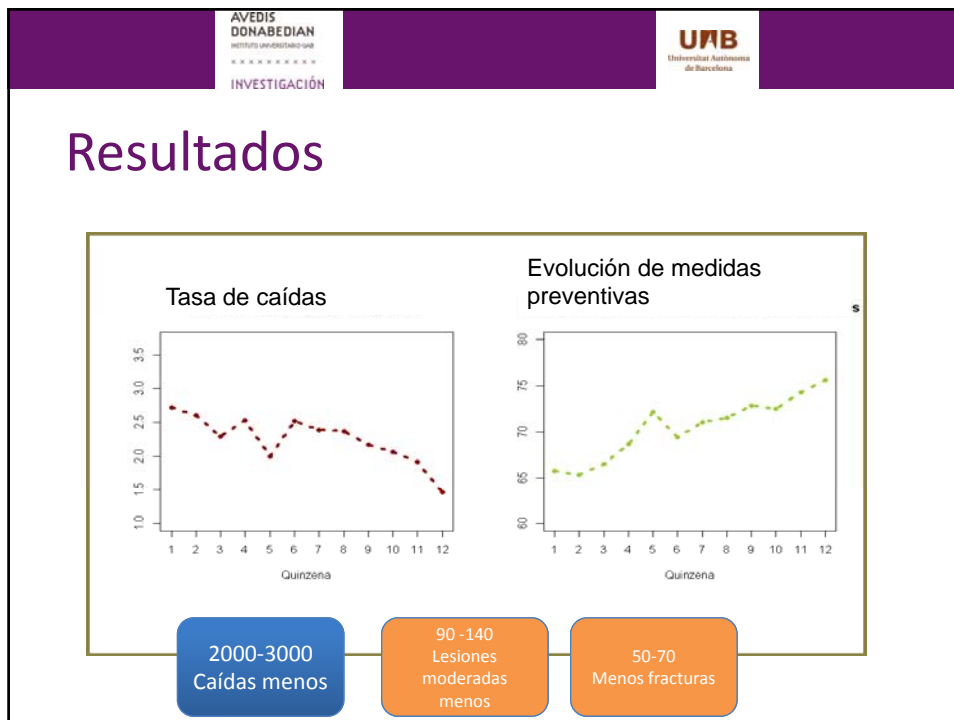 AVEDIS
DONABEDIAN
INSTITUTO UNIVERSITARIO-UAB
INVESTIGACIÓN
UAB
Universitat Autònoma
de Barcelona
Resultados
Tasa de caídas
3.5
3.0
2.5
2.0
1.5
1.0
1 2 3 4 5 6 7 8 9 10 11 12
Quinzena
Evolución de medidas
preventivas
s
80
75
70
65
60
1 2 3 4 5 6 7 8 9 10 11 12
Quinzena
2000-3000
Caídas menos
90 -140
Lesiones
moderadas
menos
50-70
Menos fracturas